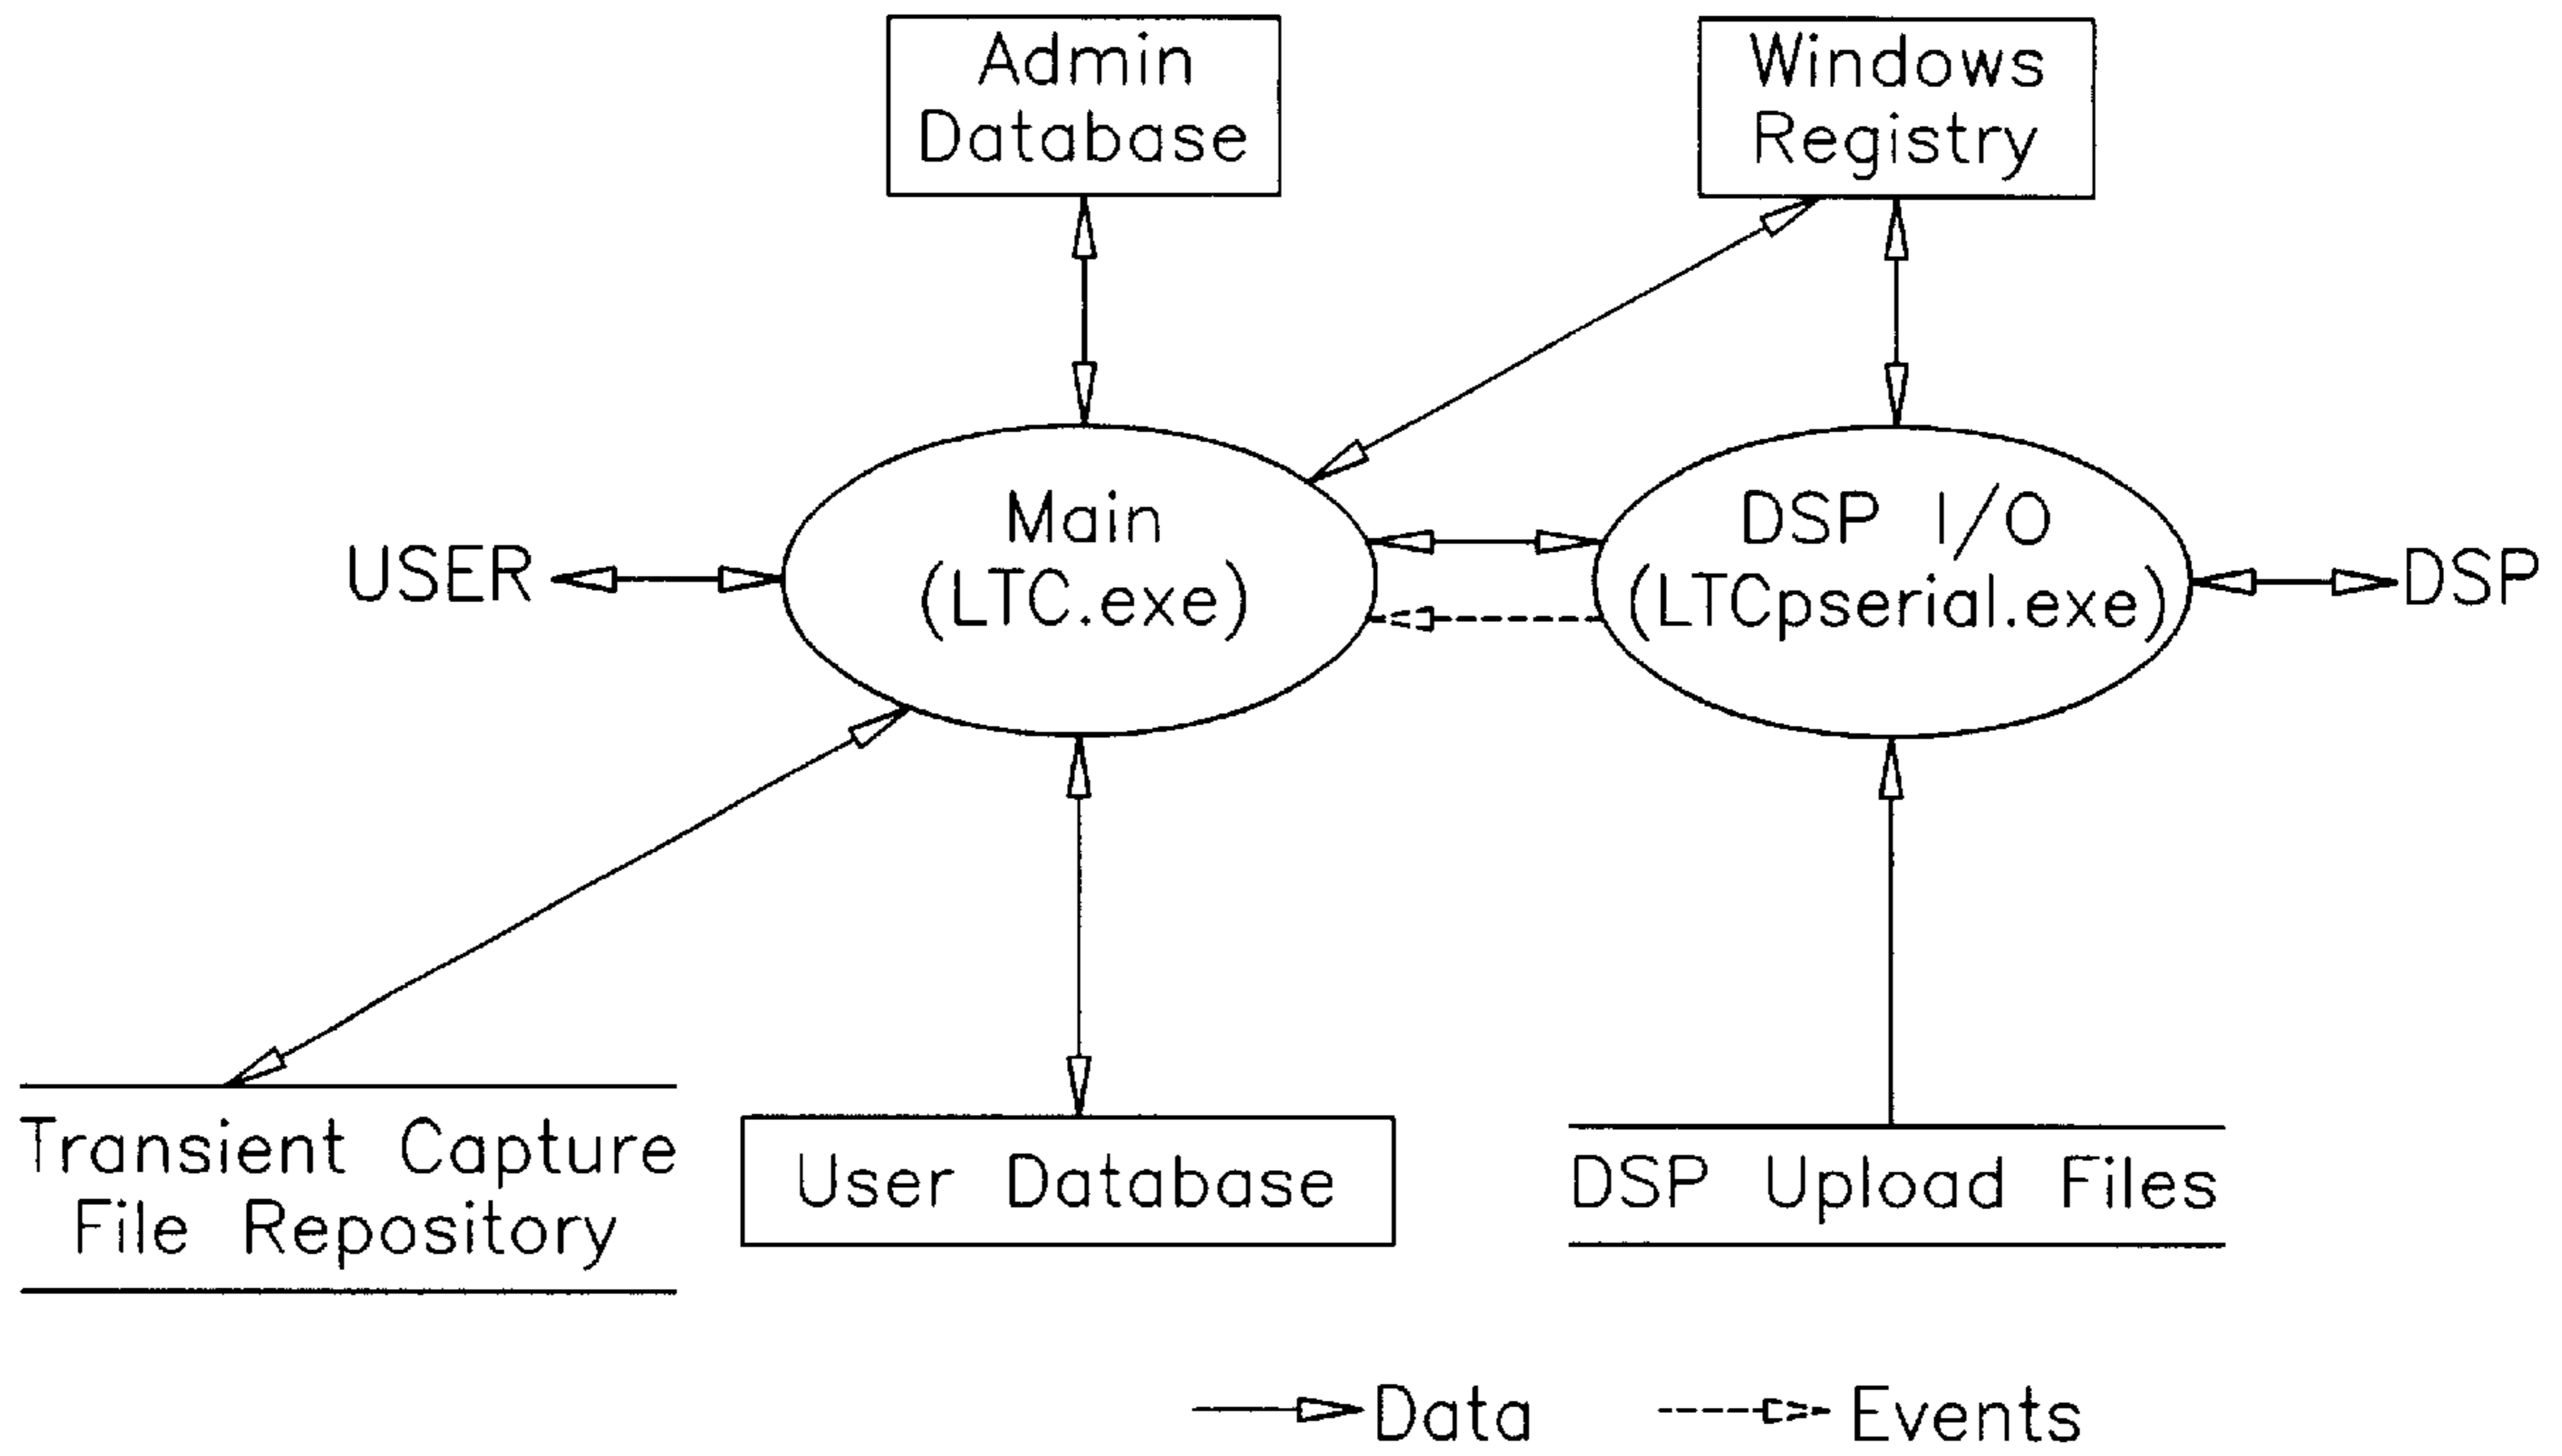 Admin
Database
Windows
Registry
USER
Main
(LTC.exe)
DSP I/O
(LTCpserial.exe)
DSP
Transient Capture
File Repository
User Database
DSP Upload Files
Data
Events